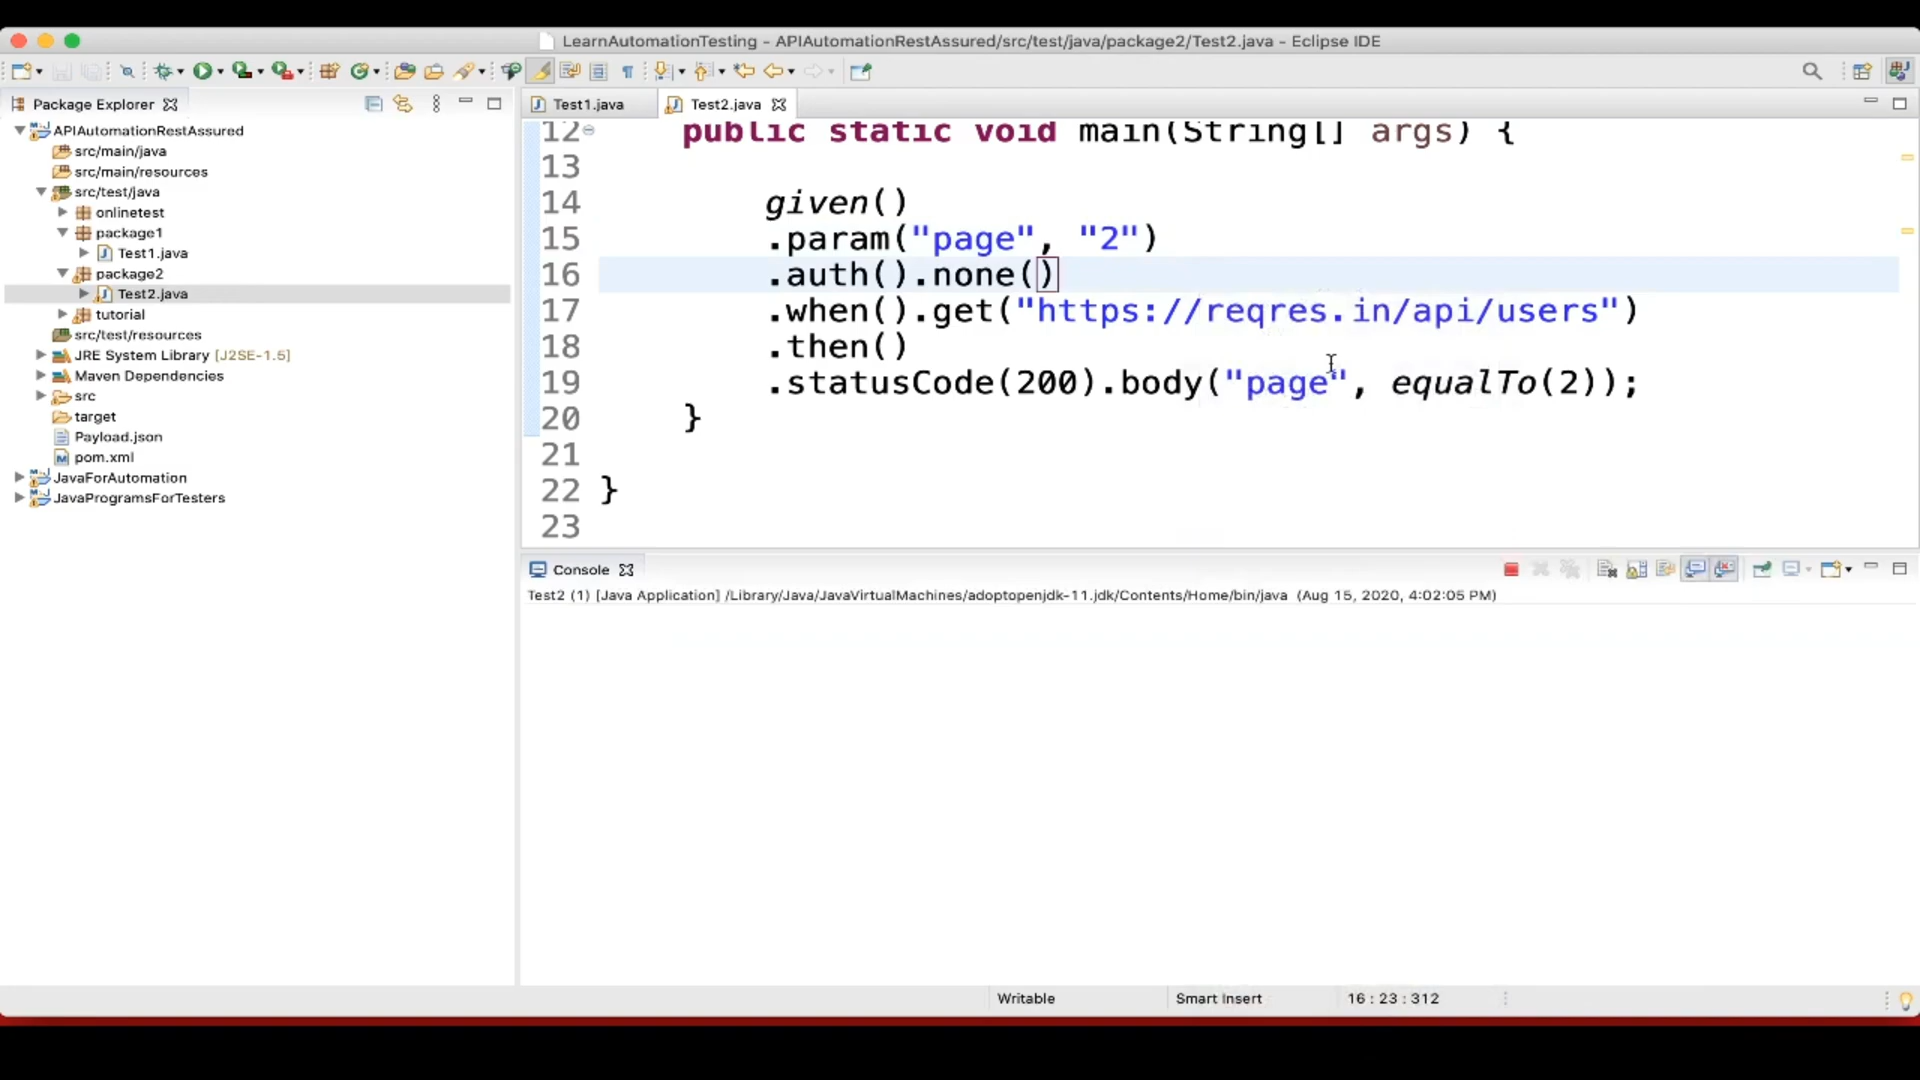 LearnAutomationTesting - APIAutomationRestAssured/src/test/java/package2/Test2.java - Eclipse IDE
Package Explorer
APIAutomationRestAssured
src/main/java
src/main/resources
src/test/java
onlinetest
package1
Test1.java
package2
Test2.java
tutorial
src/test/resources
JRE System Library [J2SE-1.5]
Maven Dependencies
src
target
Payload.json
pom.xml
JavaForAutomation
JavaProgramsForTesters
Test1.java Test2.java
12 public static void main(String[] args) {
13
14 given()
15 .param("page", "2")
16 .auth().none()
17 .when().get("https://reqres.in/api/users")
18 .then()
19 .statusCode(200).body("page", equalTo(2));
20 }
21
22 }
23
Console
Test2 (1) [Java Application] /Library/Java/JavaVirtualMachines/adoptopenjdk-11.jdk/Contents/Home/bin/java (Aug 15, 2020, 4:02:05 PM)
Writable Smart Insert 16 : 23 : 312